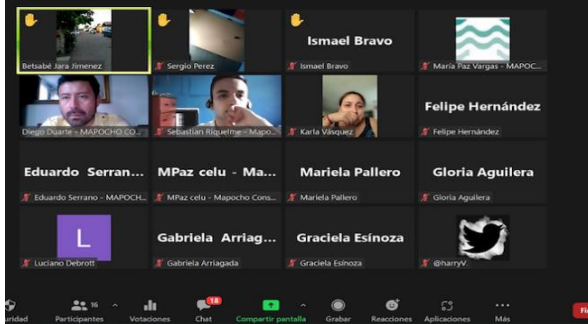 Betsabé Jara Jimenez
Sergio Perez
Ismael Bravo
Ismael Bravo
María Paz Vargas - MAPOC...
Diego Duarte - MAPOCHO CO...
Sebastian Riquelme - Mapo...
Karla Vásquez
Felipe Hernández
Felipe Hernández
Eduardo Serran...
Eduardo Serrano - MAPOCH...
MPaz celu - Ma...
MPaz celu - Mapocho Cons...
Mariela Pallero
Mariela Pallero
Gloria Aguilera
Gloria Aguilera
L
Luciano Debrott
Gabriela Arriag...
Gabriela Arriagada
Graciela Esínoza
Graciela Esínoza
@harryV.
uridad
Participantes
16
Votaciones
Chat
18
Compartir pantalla
Grabar
Reacciones
Aplicaciones
Más